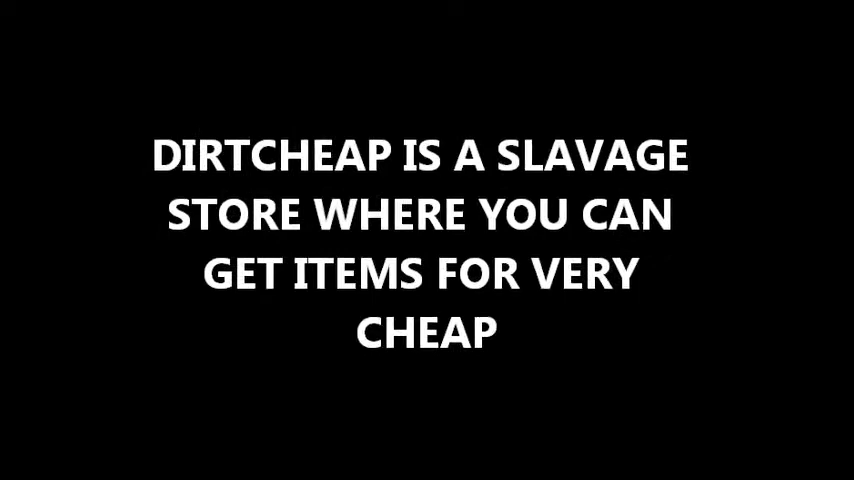 DIRTCHEAP IS A SLAVAGE
STORE WHERE YOU CAN
GET ITEMS FOR VERY
CHEAP